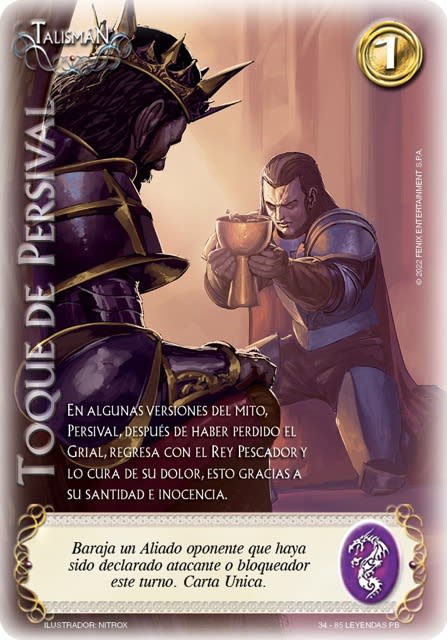 TALISMAN
1
TOQUE DE PERSIVAL
© 2022 FENIX ENTERTAINMENT S.P.A.
EN ALGUNAS VERSIONES DEL MITO,
PERSIVAL, DESPUÉS DE HABER PERDIDO EL
GRIAL, REGRESA CON EL REY PESCADOR Y
LO CURA DE SU DOLOR, ESTO GRACIAS A
SU SANTIDAD E INOCENCIA.
Baraja un Aliado oponente que haya
sido declarado atacante o bloqueador
este turno. Carta Unica.
ILUSTRADOR: NITROX
34 - 85 LEYENDAS PB